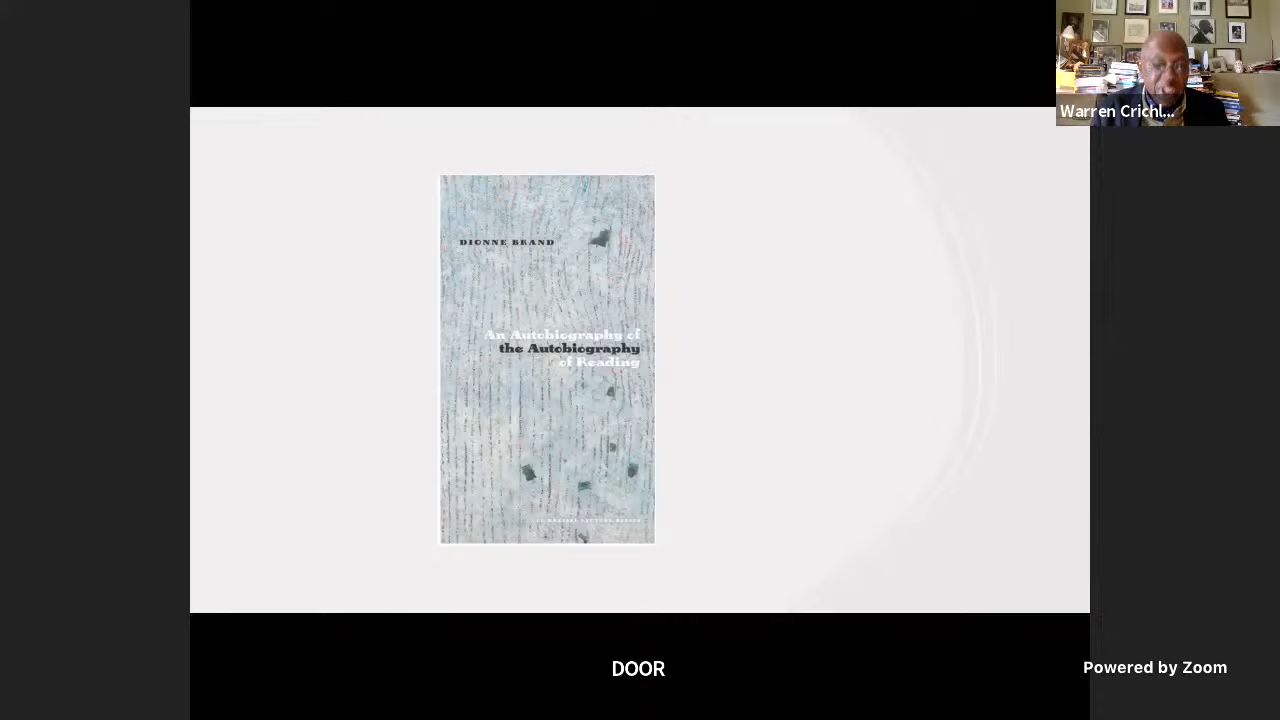 Warren Crichl...
DIONNE BRAND
An Autobiography of
the Autobiography
of Reading
DOOR
Powered by Zoom